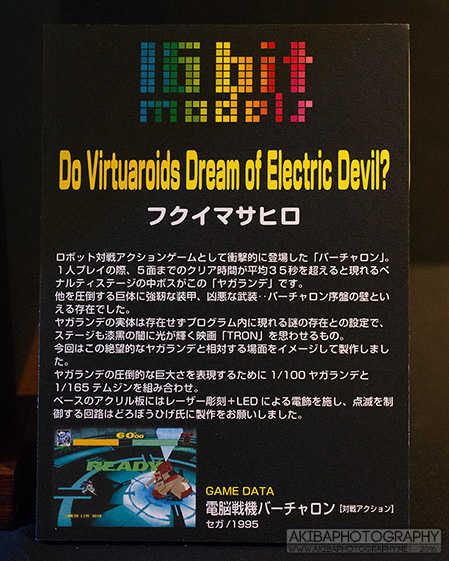 16 bit
models
Do Virtuaroids Dream of Electric Devil?
フクイマサヒロ
ロボット対戦アクションゲームとして衝撃的に登場した「バーチャロン」。
１人プレイの際、５面までのクリア時間が平均３５秒を超えると現れるペ
ナルティステージの中ボスがこの「ヤガランデ」です。
他を圧倒する巨体に強靭な装甲、凶悪な武装‥バーチャロン序盤の壁とい
える存在でした。
ヤガランデの実体は存在せずプログラム内に現れる謎の存在との設定で、
ステージも漆黒の闇に光が輝く映画「TRON」を思わせるもの。
今回はこの絶望的なヤガランデと相対する場面をイメージして製作しまし
た。
ヤガランデの圧倒的な巨大さを表現するために 1/100 ヤガランデと
1/165 テムジンを組み合わせ。
ベースのアクリル板にはレーザー彫刻＋LED による電飾を施し、点滅を制
御する回路はどろぼうひげ氏に製作をお願いしました。
60:00
READY
GAME DATA
電脳戦機バーチャロン【対戦アクション】
セガ /1995
AKIBAPHOTOGRAPHY
WWW.AKIBAPHOTOGRAPHY.NET